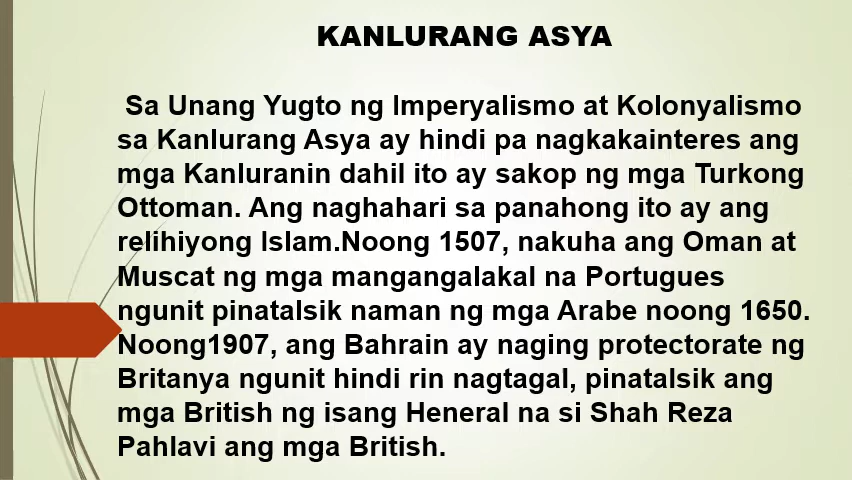 KANLURANG ASYA
Sa Unang Yugto ng Imperyalismo at Kolonyalismo
sa Kanlurang Asya ay hindi pa nagkakainteres ang
mga Kanluranin dahil ito ay sakop ng mga Turkong
Ottoman. Ang naghahari sa panahong ito ay ang
relihiyong Islam.Noong 1507, nakuha ang Oman at
Muscat ng mga mangangalakal na Portugues
ngunit pinatalsik naman ng mga Arabe noong 1650.
Noong1907, ang Bahrain ay naging protectorate ng
Britanya ngunit hindi rin nagtagal, pinatalsik ang
mga British ng isang Heneral na si Shah Reza
Pahlavi ang mga British.